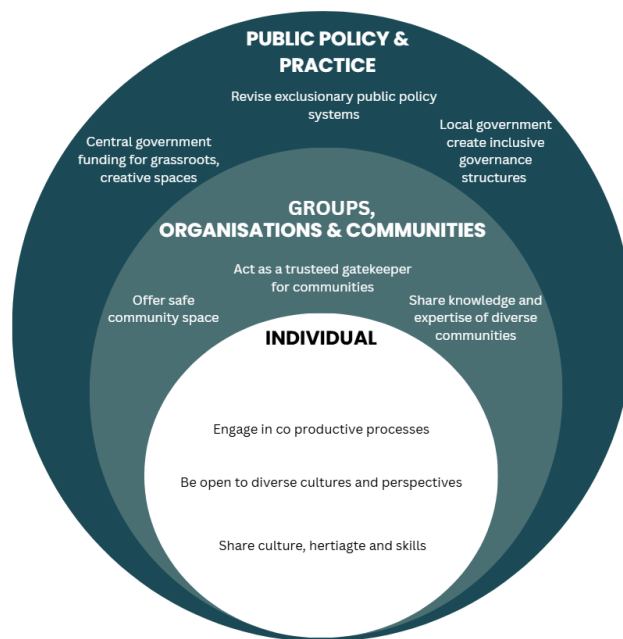 PUBLIC POLICY &
PRACTICE
Revise exclusionary public policy
systems
Central government
funding for grassroots,
creative spaces
Local government
create inclusive
governance
structures
GROUPS,
ORGANISATIONS & COMMUNITIES
Act as a trusteed gatekeeper
for communities
Offer safe
community space
Share knowledge and
expertise of diverse
communities
INDIVIDUAL
Engage in co productive processes
Be open to diverse cultures and perspectives
Share culture, hertiagte and skills